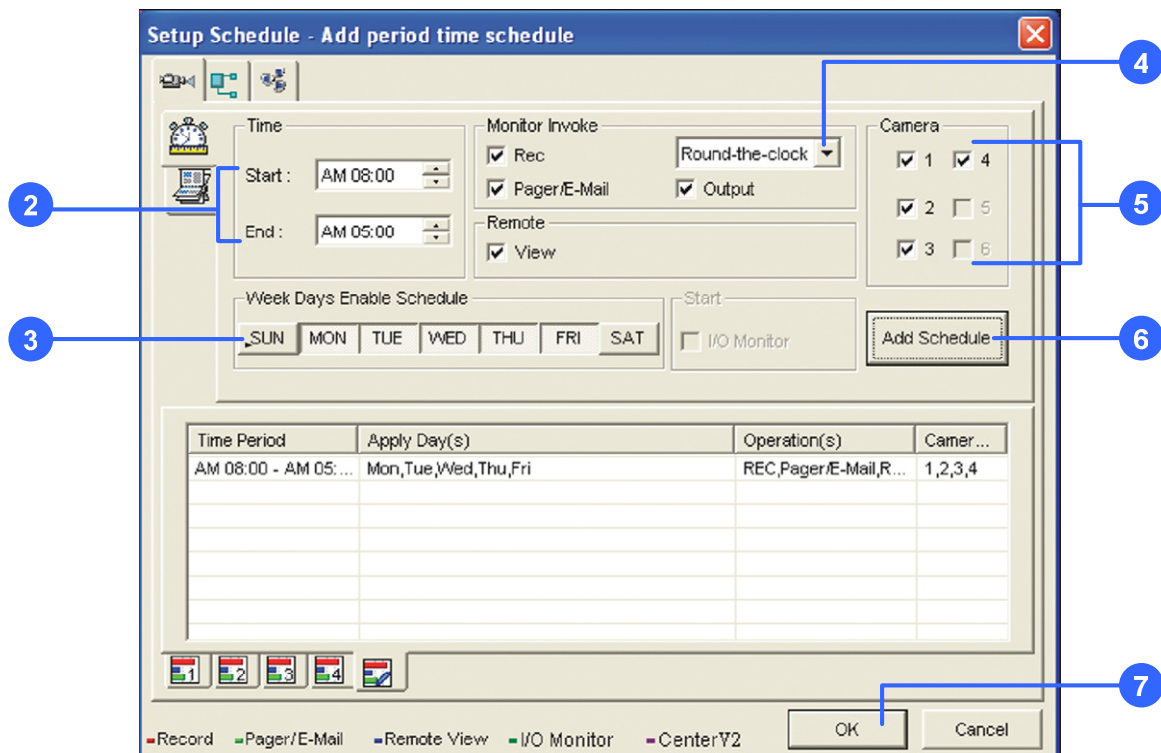 Setup Schedule - Add period time schedule
4
Time
Monitor Invoke
Camera
Rec
Round-the-clock
1
4
Start :
AM 08:00
Pager/E-Mail
Output
2
2
5
5
End :
AM 05:00
Remote
View
3
6
Week Days Enable Schedule
Start
3
SUN MON TUE WED THU FRI SAT
I/O Monitor
Add Schedule
6
Time Period Apply Day(s) Operation(s) Camer...
AM 08:00 - AM 05:... Mon,Tue,Wed,Thu,Fri REC,Pager/E-Mail,R... 1,2,3,4
1 2 3 4
7
Record Pager/E-Mail Remote View I/O Monitor CenterV2
OK
Cancel